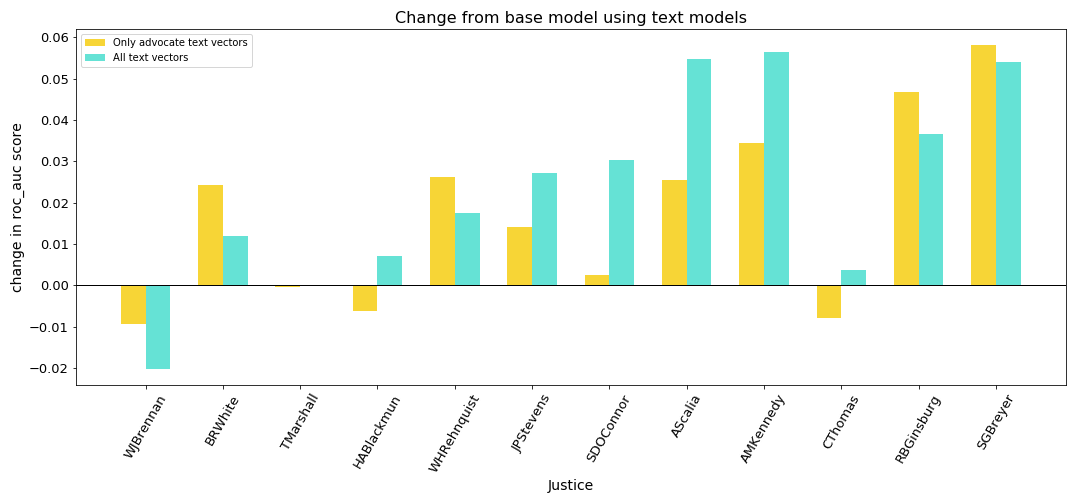 Change from base model using text models
Only advocate text vectors
All text vectors
change in roc_auc score
0.06
0.05
0.04
0.03
0.02
0.01
0.00
−0.01
−0.02
WJBrennan
BRWhite
TMarshall
HABlackmun
WHRehnquist
JPStevens
SDOConnor
AScalia
AMKennedy
CThomas
RBGinsburg
SGBreyer
Justice